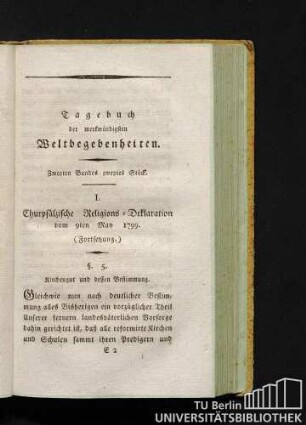 Tagebuch
der merkwürdigsten
Weltbegebenheiten.
Zweyten Bandes zweytes Stück.
I.
Churpfälzische Religions-Deklaration
vom 9ten May 1799.
(Fortsetzung.)
§. 5.
Kirchengut und dessen Bestimmung.
Gleichwie nun nach deutlicher Bestim-
mung alles Bisherigen ein vorzüglicher Theil
Unserer fernern landesväterlichen Vorsorge
dahin gerichtet ist, daß alle reformirte Kirchen
und Schulen sammt ihren Predigern und
E 2
TU Berlin
UNIVERSITÄTSBIBLIOTHEK